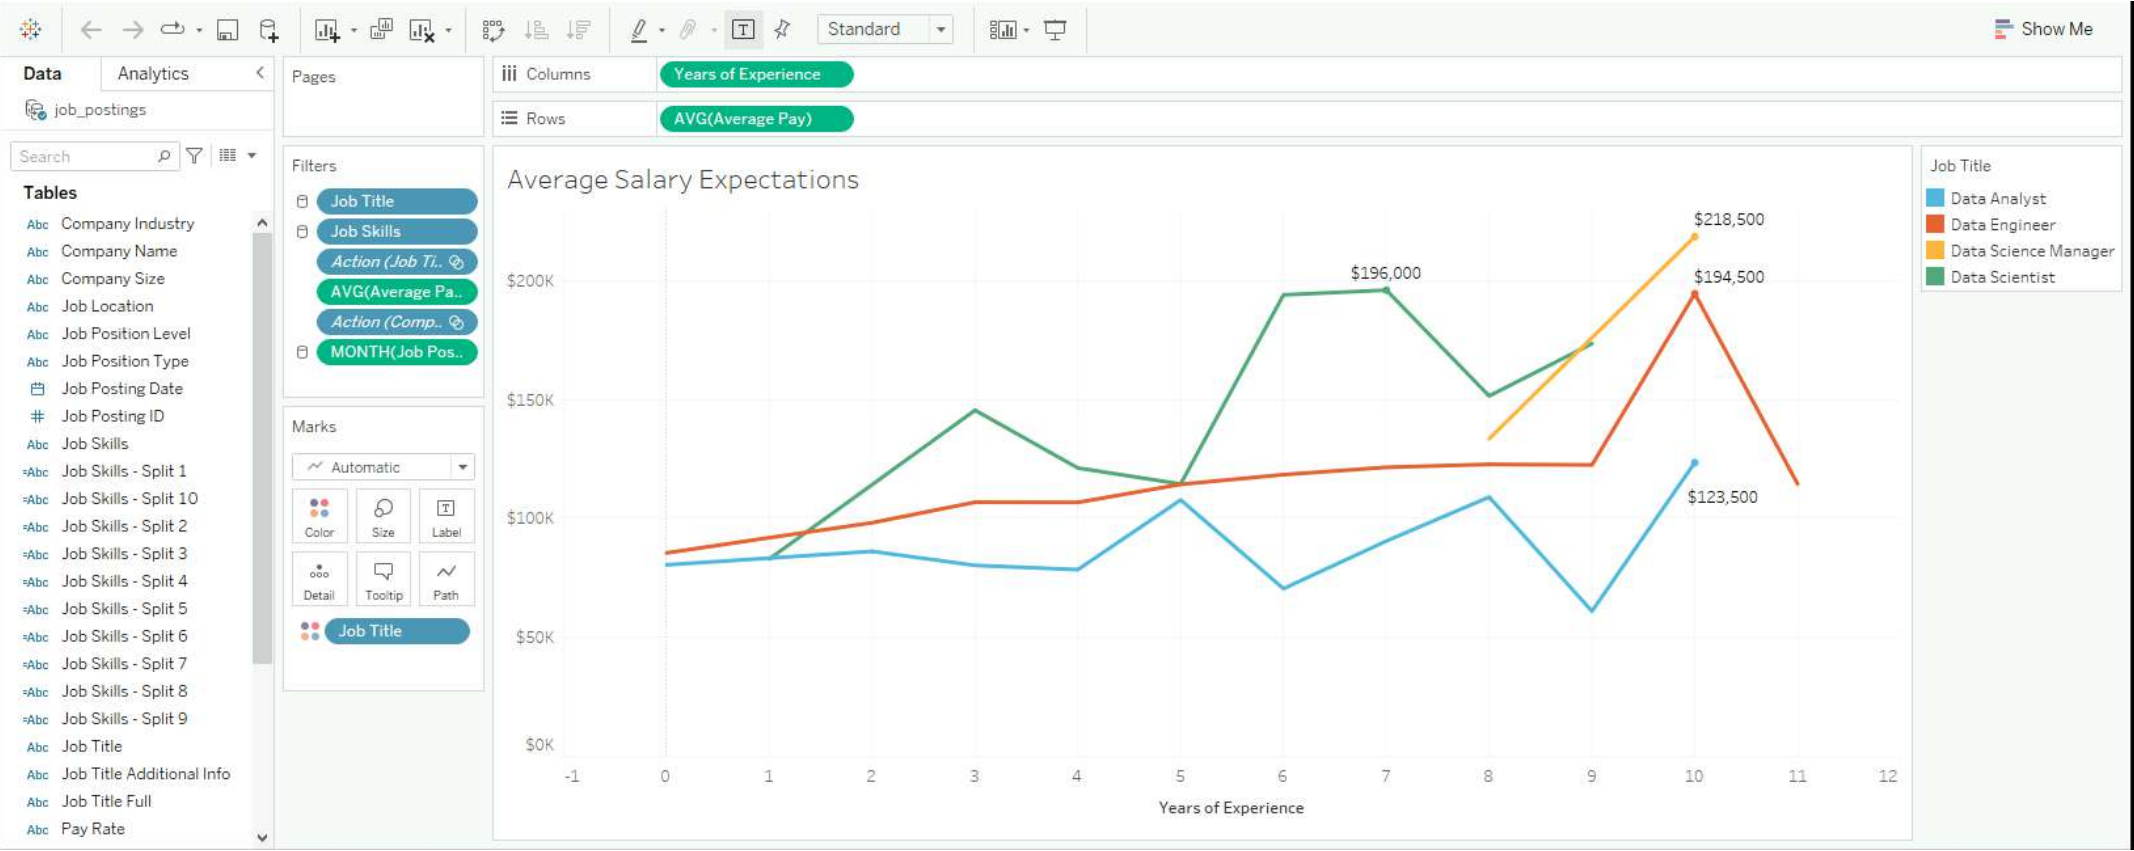 Standard
Show Me
Data
Analytics
job_postings
Search
Tables
Abc Company Industry
Abc Company Name
Abc Company Size
Abc Job Location
Abc Job Position Level
Abc Job Position Type
Job Posting Date
# Job Posting ID
Abc Job Skills
=Abc Job Skills - Split 1
=Abc Job Skills - Split 10
=Abc Job Skills - Split 2
=Abc Job Skills - Split 3
=Abc Job Skills - Split 4
=Abc Job Skills - Split 5
=Abc Job Skills - Split 6
=Abc Job Skills - Split 7
=Abc Job Skills - Split 8
=Abc Job Skills - Split 9
Abc Job Title
Abc Job Title Additional Info
Abc Job Title Full
Abc Pay Rate
Pages
Filters
Job Title
Job Skills
Action (Job Ti..
AVG(Average Pa..
Action (Comp..
MONTH(Job Pos..
Marks
Automatic
Color
Size
T
Label
Detail
Tooltip
Path
Job Title
Columns
Years of Experience
Rows
AVG(Average Pay)
Average Salary Expectations
$218,500
$196,000
$194,500
$123,500
$200K
$150K
$100K
$50K
$0K
-1 0 1 2 3 4 5 6 7 8 9 10 11 12
Years of Experience
Job Title
Data Analyst
Data Engineer
Data Science Manager
Data Scientist